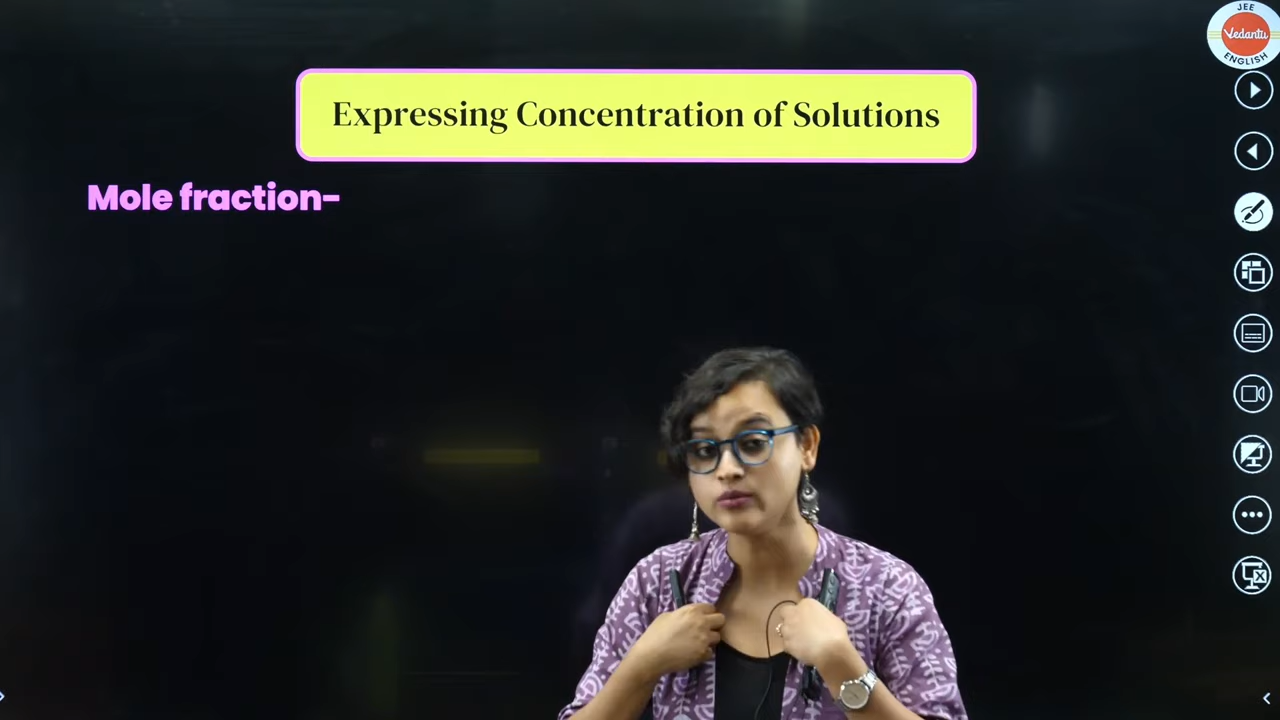 JEE
Vedantu
ENGLISH
Expressing Concentration of Solutions
Mole fraction-